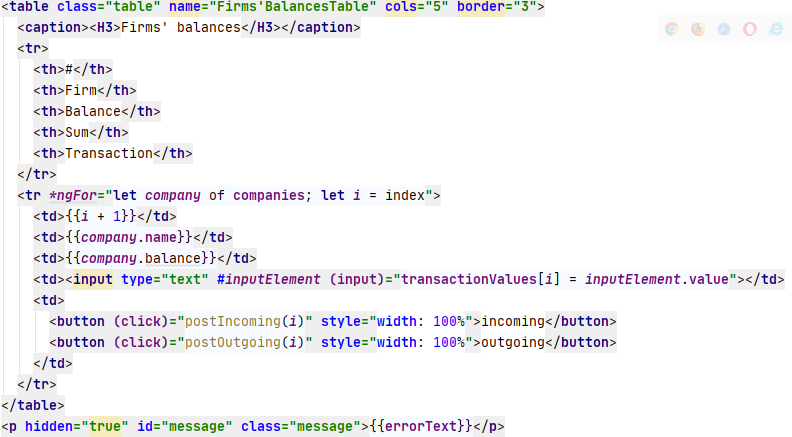 <table class="table" name="Firms'BalancesTable" cols="5" border="3">
<caption><H3>Firms' balances</H3></caption>
<tr>
<th>#</th>
<th>Firm</th>
<th>Balance</th>
<th>Sum</th>
<th>Transaction</th>
</tr>
<tr *ngFor="let company of companies; let i = index">
<td>{{i + 1}}</td>
<td>{{company.name}}</td>
<td>{{company.balance}}</td>
<td><input type="text" #inputElement (input)="transactionValues[i] = inputElement.value"></td>
<td>
<button (click)="postIncoming(i)" style="width: 100%">incoming</button>
<button (click)="postOutgoing(i)" style="width: 100%">outgoing</button>
</td>
</tr>
</table>
<p hidden="true" id="message" class="message">{{errorText}}</p>